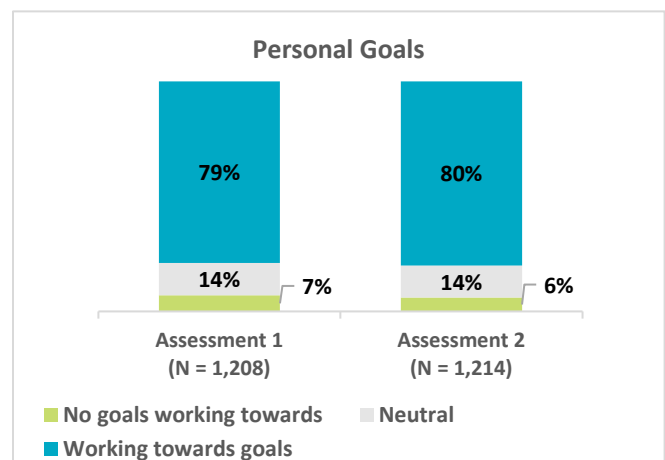 Personal Goals
79%
80%
14%
7%
14%
6%
Assessment 1
(N = 1,208)
Assessment 2
(N = 1,214)
No goals working towards
Neutral
Working towards goals